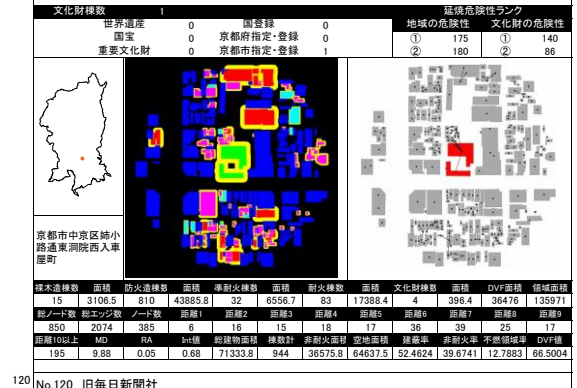 文化財棟数 1 延焼危険性ランク
世界遺産 0 国登録 0 地域の危険性 文化財の危険性
国宝 0 京都府指定・登録 0 ① 175 ① 140
重要文化財 0 京都市指定・登録 1 ② 180 ② 86
京都市中京区姉小
路通東洞院西入車
屋町
裸木造棟数 面積 防火造棟数 面積 準耐火棟数 面積 耐火棟数 面積 文化財棟数 面積 DVF面積 領域面積
15 3106.5 810 43885.8 32 6556.7 83 17388.4 4 396.4 36476 135971
総ノード数 総エッジ数 ノード数 距離1 距離2 距離3 距離4 距離5 距離6 距離7 距離8 距離9
850 2074 385 6 16 15 18 17 36 39 25 17
距離10以上 MD RA Int値 総建物面積 棟数計 非耐火面積 空地面積 建蔽率 非耐火率 不燃領域率 DVF値
195 9.88 0.05 0.68 71333.8 944 36575.8 64637.5 52.4624 39.6741 12.7883 66.5004
120 No.120 旧毎日新聞社